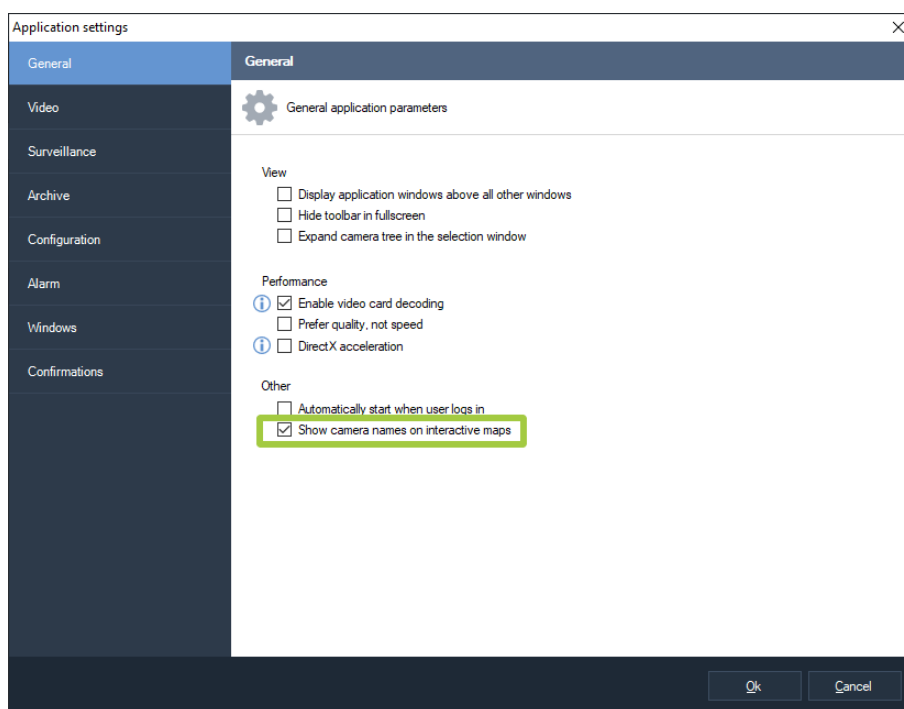 Application settings
General
Video
Surveillance
Archive
Configuration
Alarm
Windows
Confirmations
General
General application parameters
View
Display application windows above all other windows
Hide toolbar in fullscreen
Expand camera tree in the selection window
Performance
Enable video card decoding
Prefer quality, not speed
DirectX acceleration
Other
Automatically start when user logs in
Show camera names on interactive maps
Ok
Cancel